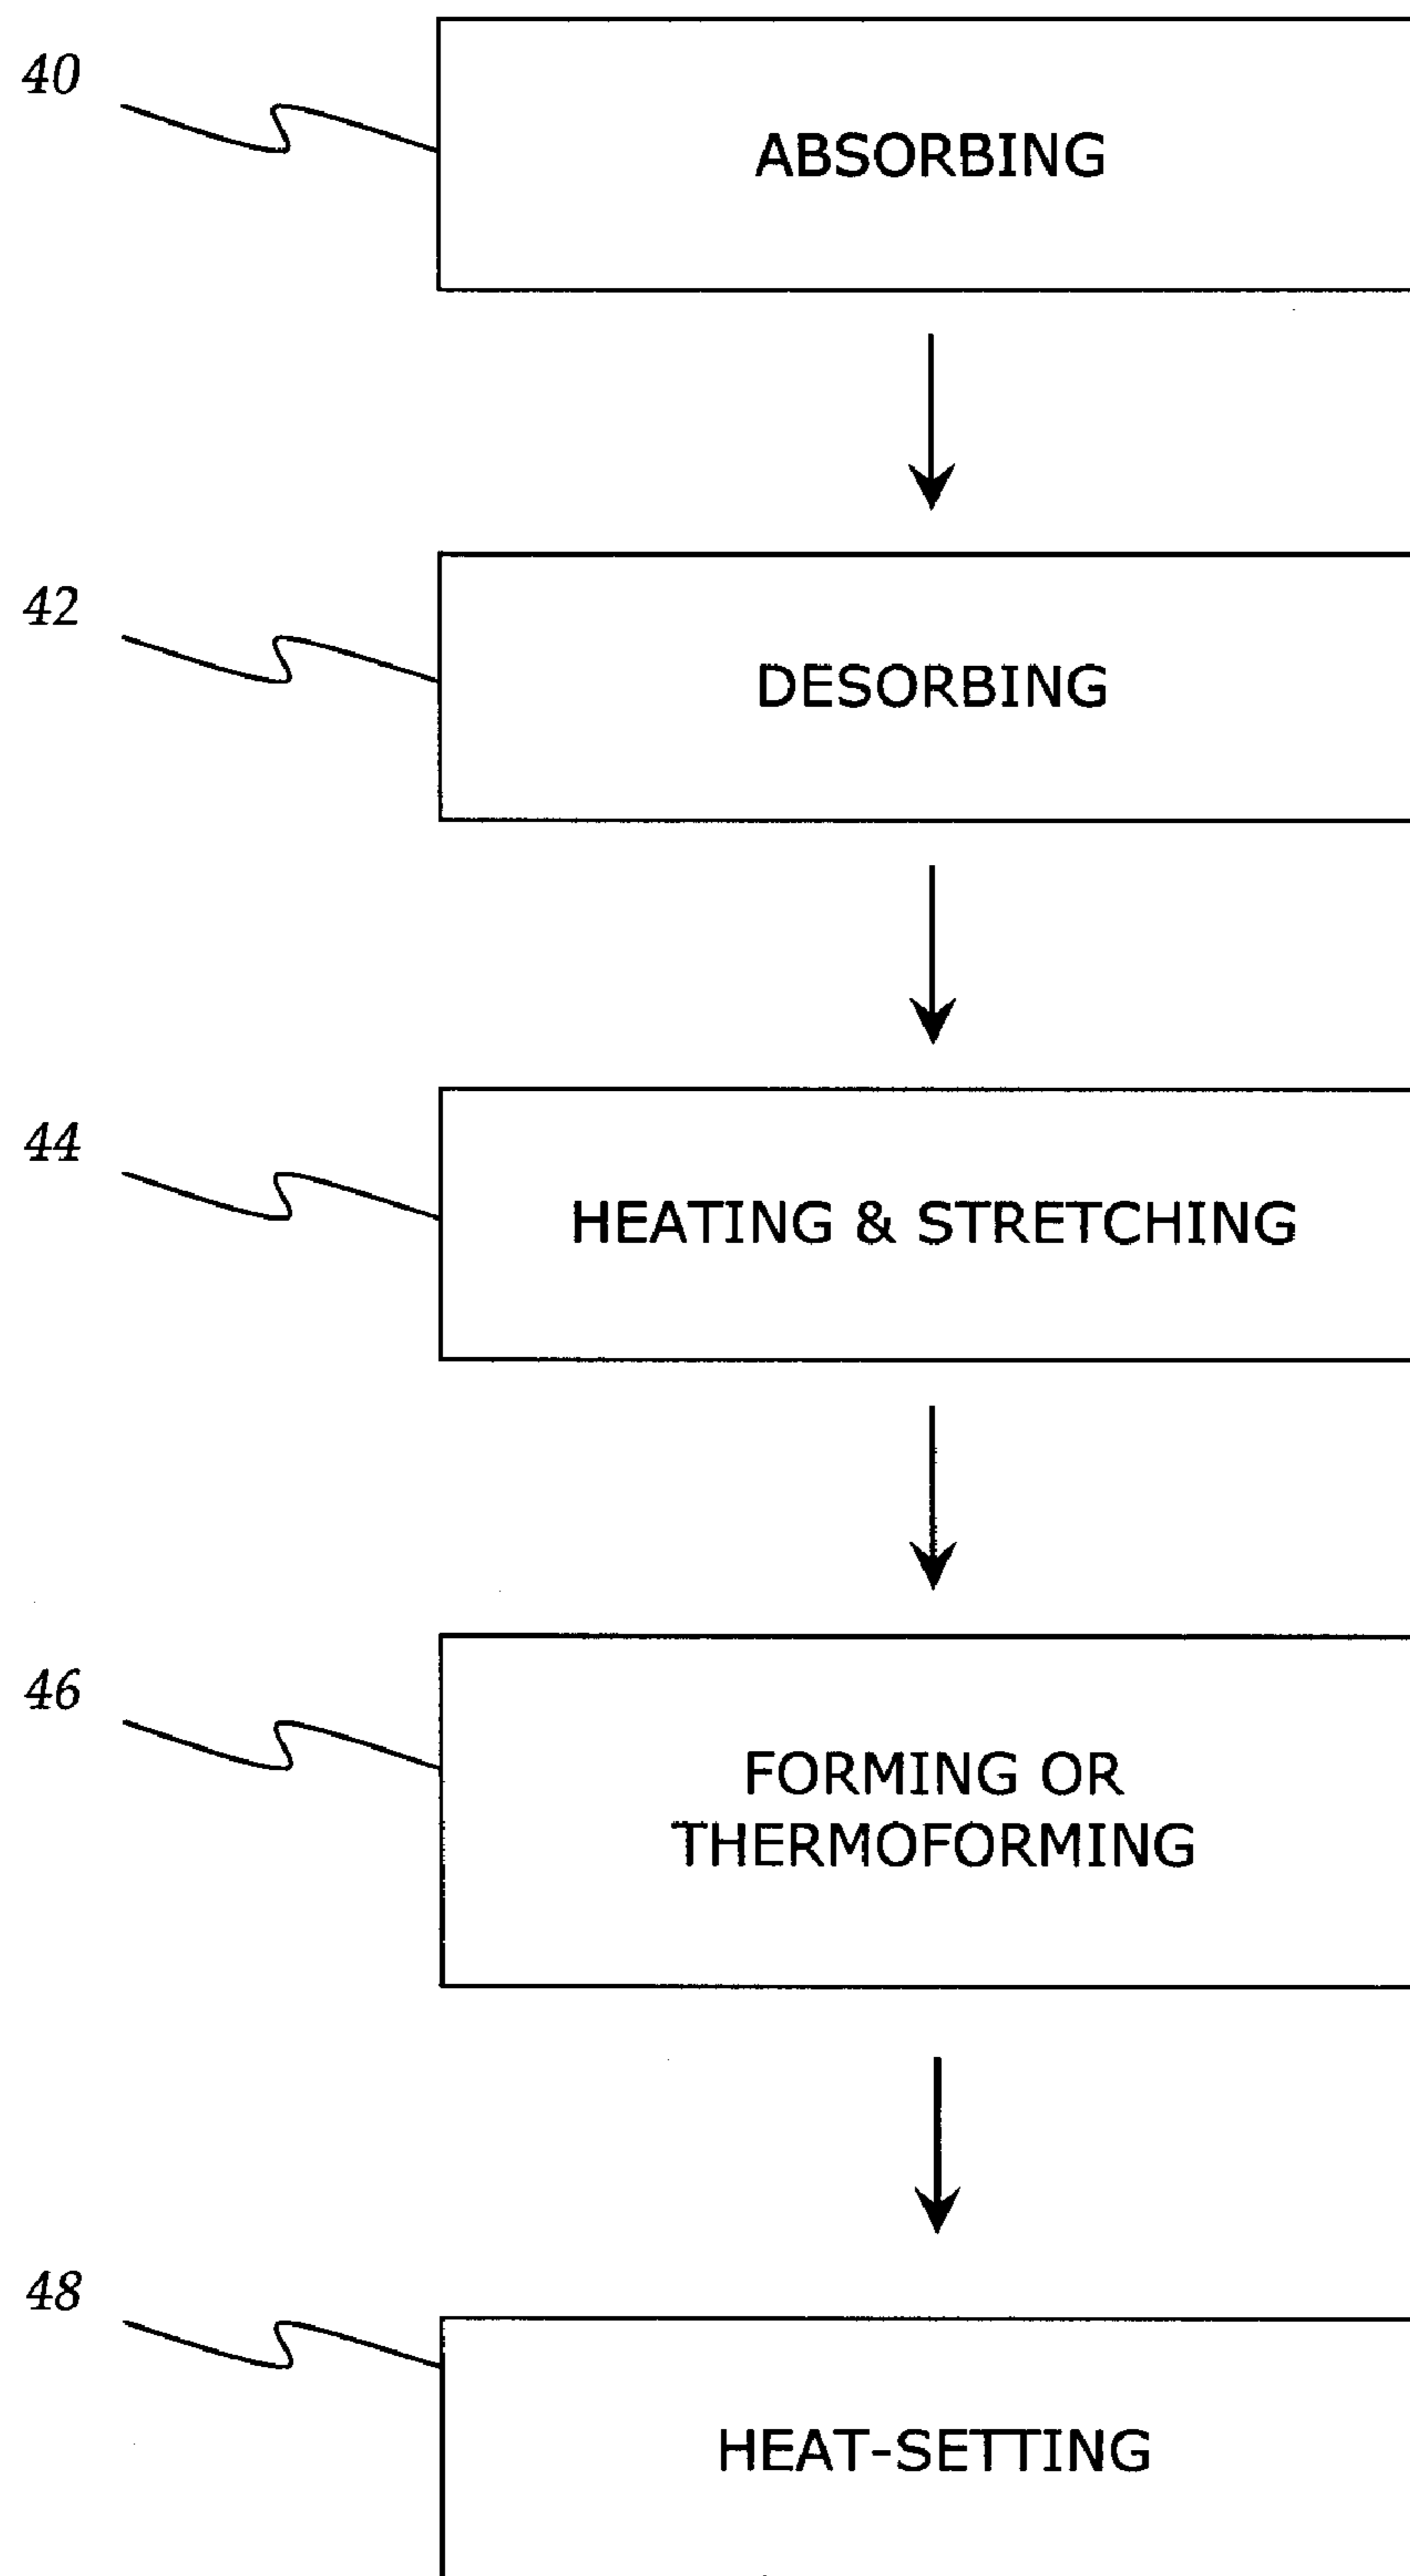 40
ABSORBING
42
DESORBING
44
HEATING & STRETCHING
46
FORMING OR
THERMOFORMING
48
HEAT-SETTING